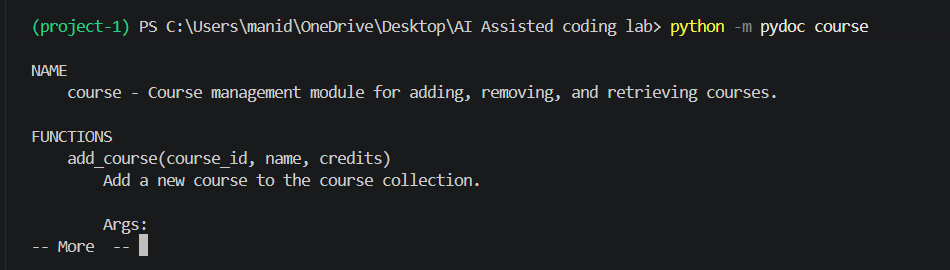 (project-1) PS C:\Users\manid\OneDrive\Desktop\AI Assisted coding lab> python -m pydoc course
NAME
course - Course management module for adding, removing, and retrieving courses.
FUNCTIONS
add_course(course_id, name, credits)
Add a new course to the course collection.
Args:
-- More  --